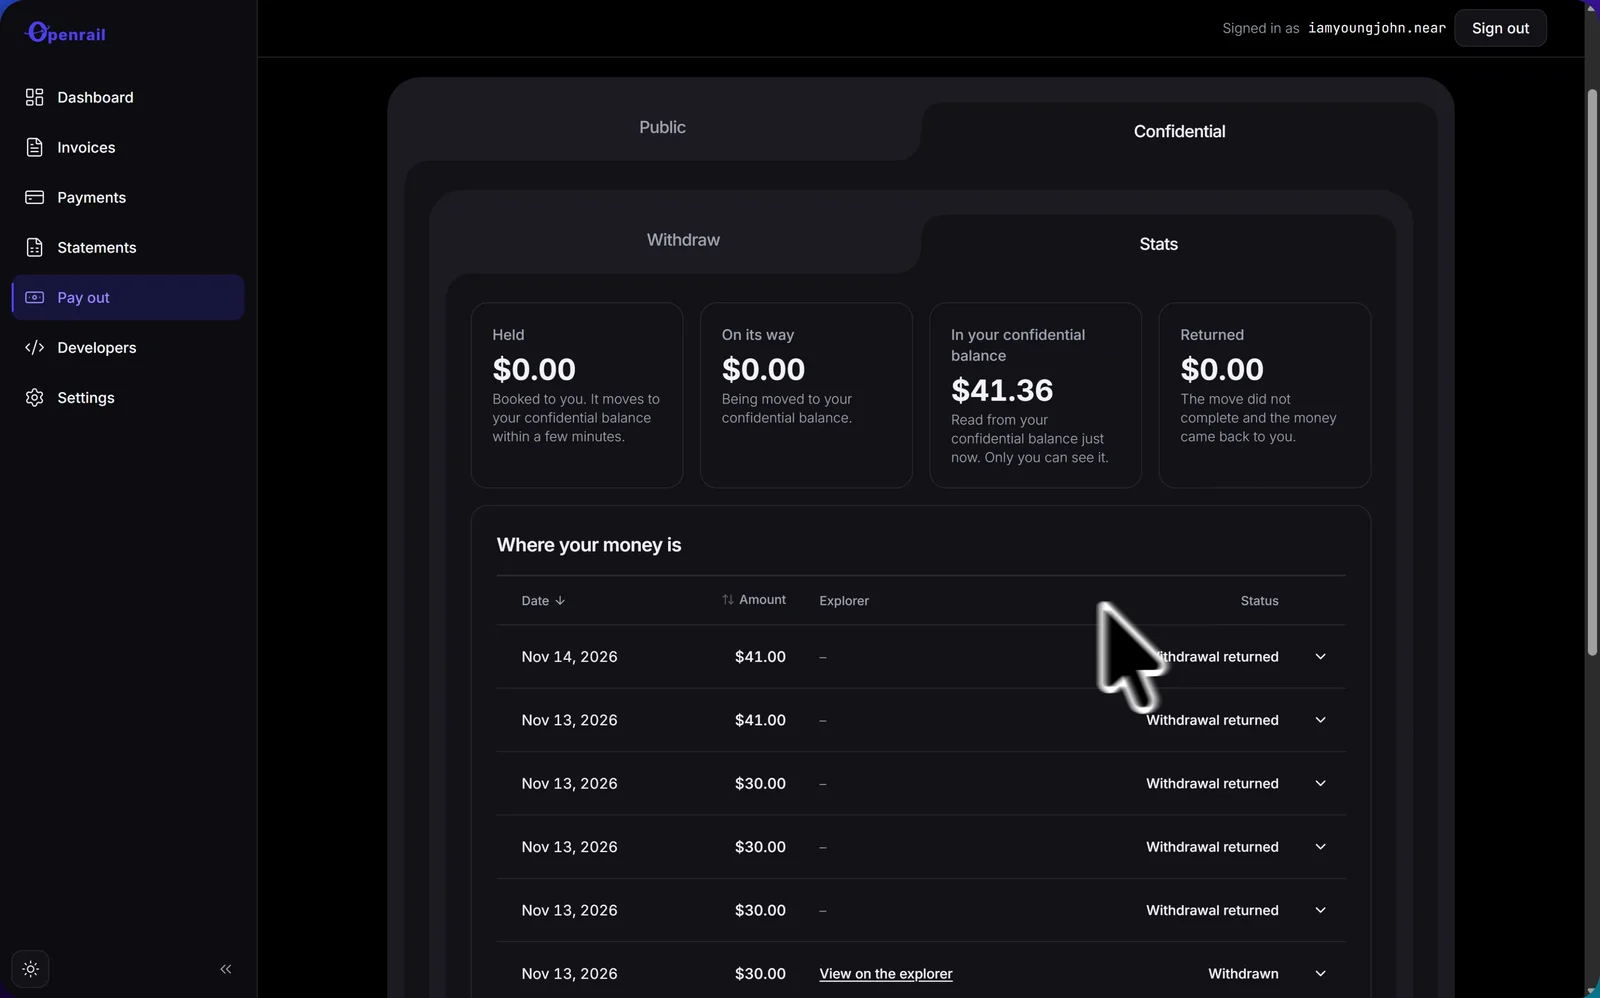 Openrail
Signed in as iamyoungjohn.near
Sign out
Dashboard
Invoices
Payments
Statements
Pay out
Developers
Settings
Public
Confidential
Withdraw
Stats
Held
$0.00
Booked to you. It moves to
your confidential balance
within a few minutes.
On its way
$0.00
Being moved to your
confidential balance.
In your confidential
balance
$41.36
Read from your
confidential balance just
now. Only you can see it.
Returned
$0.00
The move did not
complete and the money
came back to you.
Where your money is
Date ↓ Amount Explorer Status
Nov 14, 2026 $41.00 – Withdrawal returned
Nov 13, 2026 $41.00 – Withdrawal returned
Nov 13, 2026 $30.00 – Withdrawal returned
Nov 13, 2026 $30.00 – Withdrawal returned
Nov 13, 2026 $30.00 – Withdrawal returned
Nov 13, 2026 $30.00 View on the explorer Withdrawn